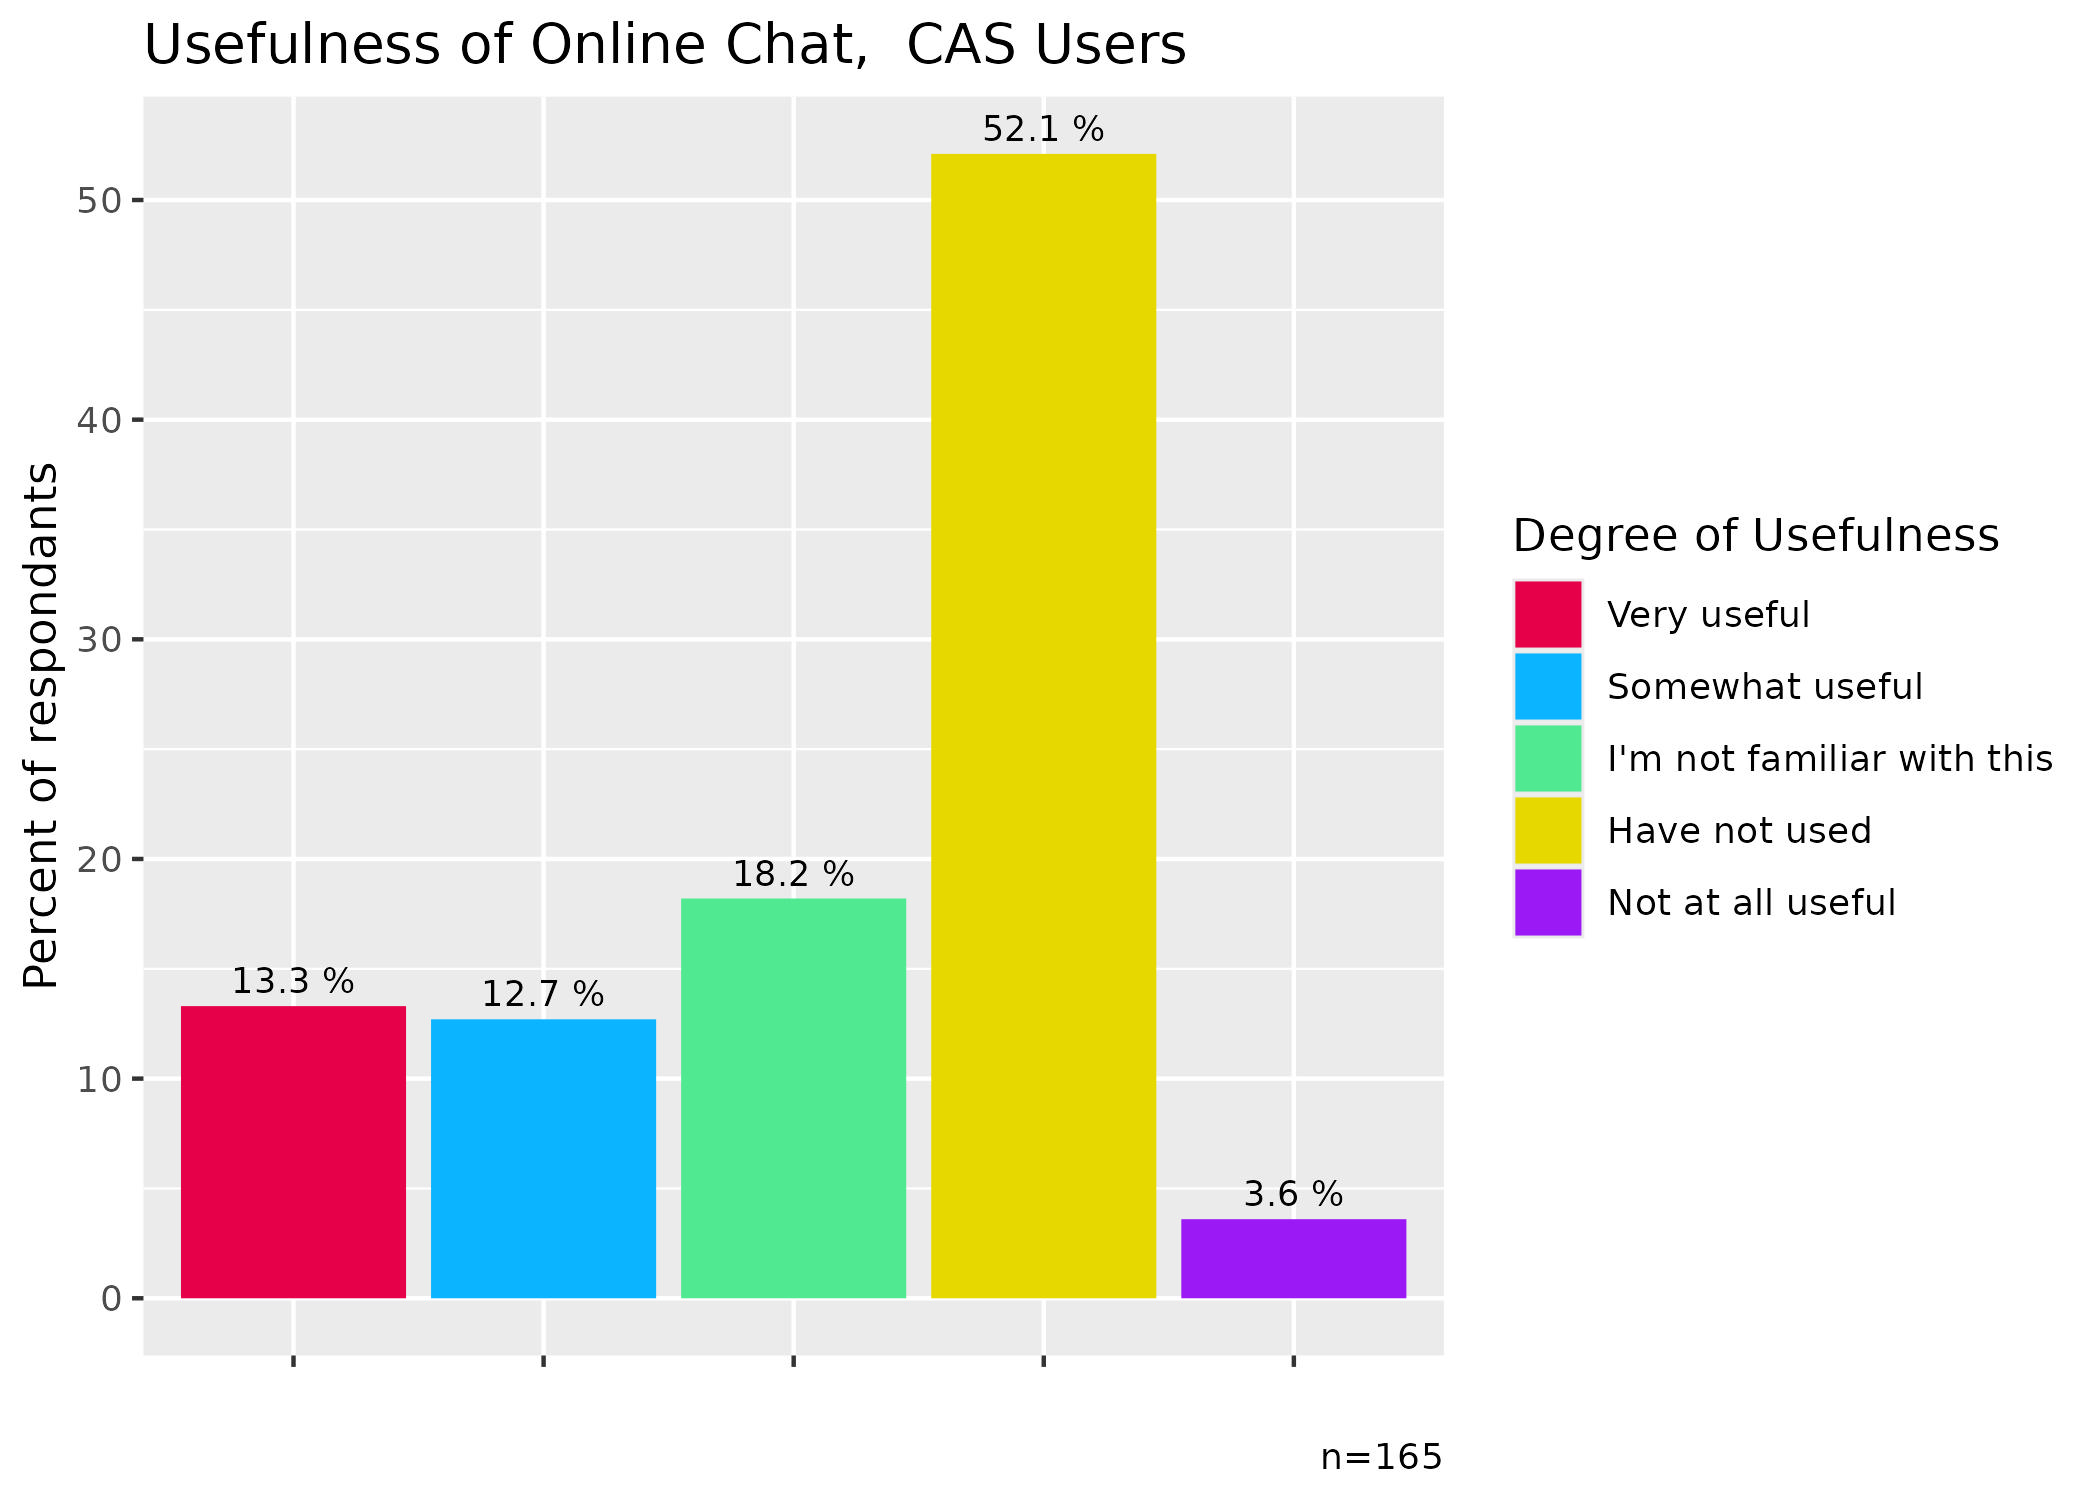 Usefulness of Online Chat,  CAS Users
Percent of respondants
50
40
30
20
10
0
13.3 %
12.7 %
18.2 %
52.1 %
3.6 %
Degree of Usefulness
Very useful
Somewhat useful
I'm not familiar with this
Have not used
Not at all useful
n=165